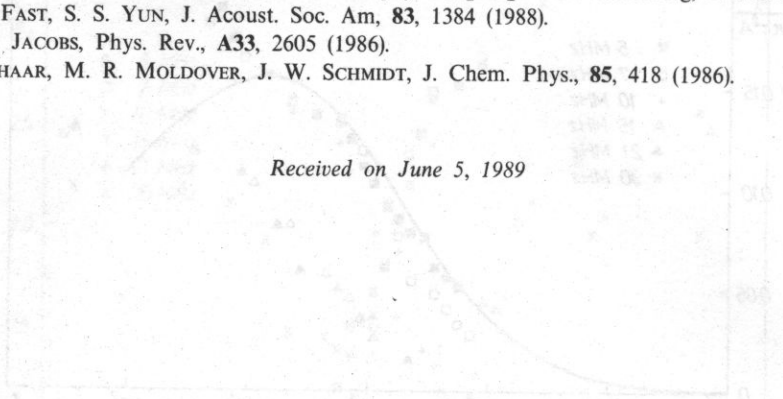 FAST, S. S. YUN, J. Acoust. Soc. Am, 83, 1384 (1988).
JACOBS, Phys. Rev., A33, 2605 (1986).
HAAR, M. R. MOLDOVER, J. W. SCHMIDT, J. Chem. Phys., 85, 418 (1986).
Received on June 5, 1989